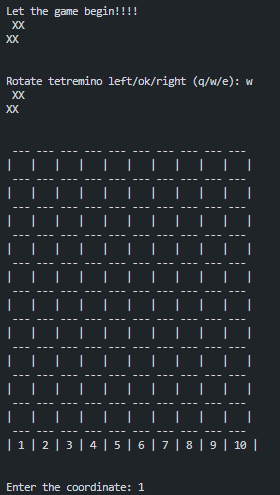 Let the game begin!!!!
 XX
XX
Rotate tetremino left/ok/right (q/w/e): w
 XX
XX
 --- --- --- --- --- --- --- --- --- ---
|   |   |   |   |   |   |   |   |   |   |
 --- --- --- --- --- --- --- --- --- ---
|   |   |   |   |   |   |   |   |   |   |
 --- --- --- --- --- --- --- --- --- ---
|   |   |   |   |   |   |   |   |   |   |
 --- --- --- --- --- --- --- --- --- ---
|   |   |   |   |   |   |   |   |   |   |
 --- --- --- --- --- --- --- --- --- ---
|   |   |   |   |   |   |   |   |   |   |
 --- --- --- --- --- --- --- --- --- ---
|   |   |   |   |   |   |   |   |   |   |
 --- --- --- --- --- --- --- --- --- ---
|   |   |   |   |   |   |   |   |   |   |
 --- --- --- --- --- --- --- --- --- ---
|   |   |   |   |   |   |   |   |   |   |
 --- --- --- --- --- --- --- --- --- ---
|   |   |   |   |   |   |   |   |   |   |
 --- --- --- --- --- --- --- --- --- ---
|   |   |   |   |   |   |   |   |   |   |
 --- --- --- --- --- --- --- --- --- ---
| 1 | 2 | 3 | 4 | 5 | 6 | 7 | 8 | 9 | 10 |
Enter the coordinate: 1